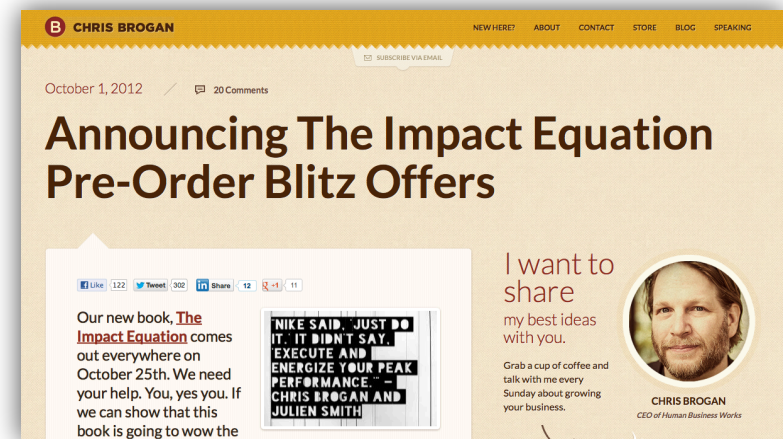 B CHRIS BROGAN
NEW HERE? ABOUT CONTACT STORE BLOG SPEAKING
SUBSCRIBE VIA EMAIL
October 1, 2012 20 Comments
Announcing The Impact Equation
Pre-Order Blitz Offers
Like 122 Tweet 302 Share 12 +1 11
Our new book, The
Impact Equation comes
out everywhere on
October 25th. We need
your help. You, yes you. If
we can show that this
book is going to wow the
"NIKE SAID, 'JUST DO
IT.' IT DIDN'T SAY,
'EXECUTE AND
ENERGIZE YOUR PEAK
PERFORMANCE.'" –
CHRIS BROGAN AND
JULIEN SMITH
I want to
share
my best ideas
with you.
Grab a cup of coffee and
talk with me every
Sunday about growing
your business.
CHRIS BROGAN
CEO of Human Business Works